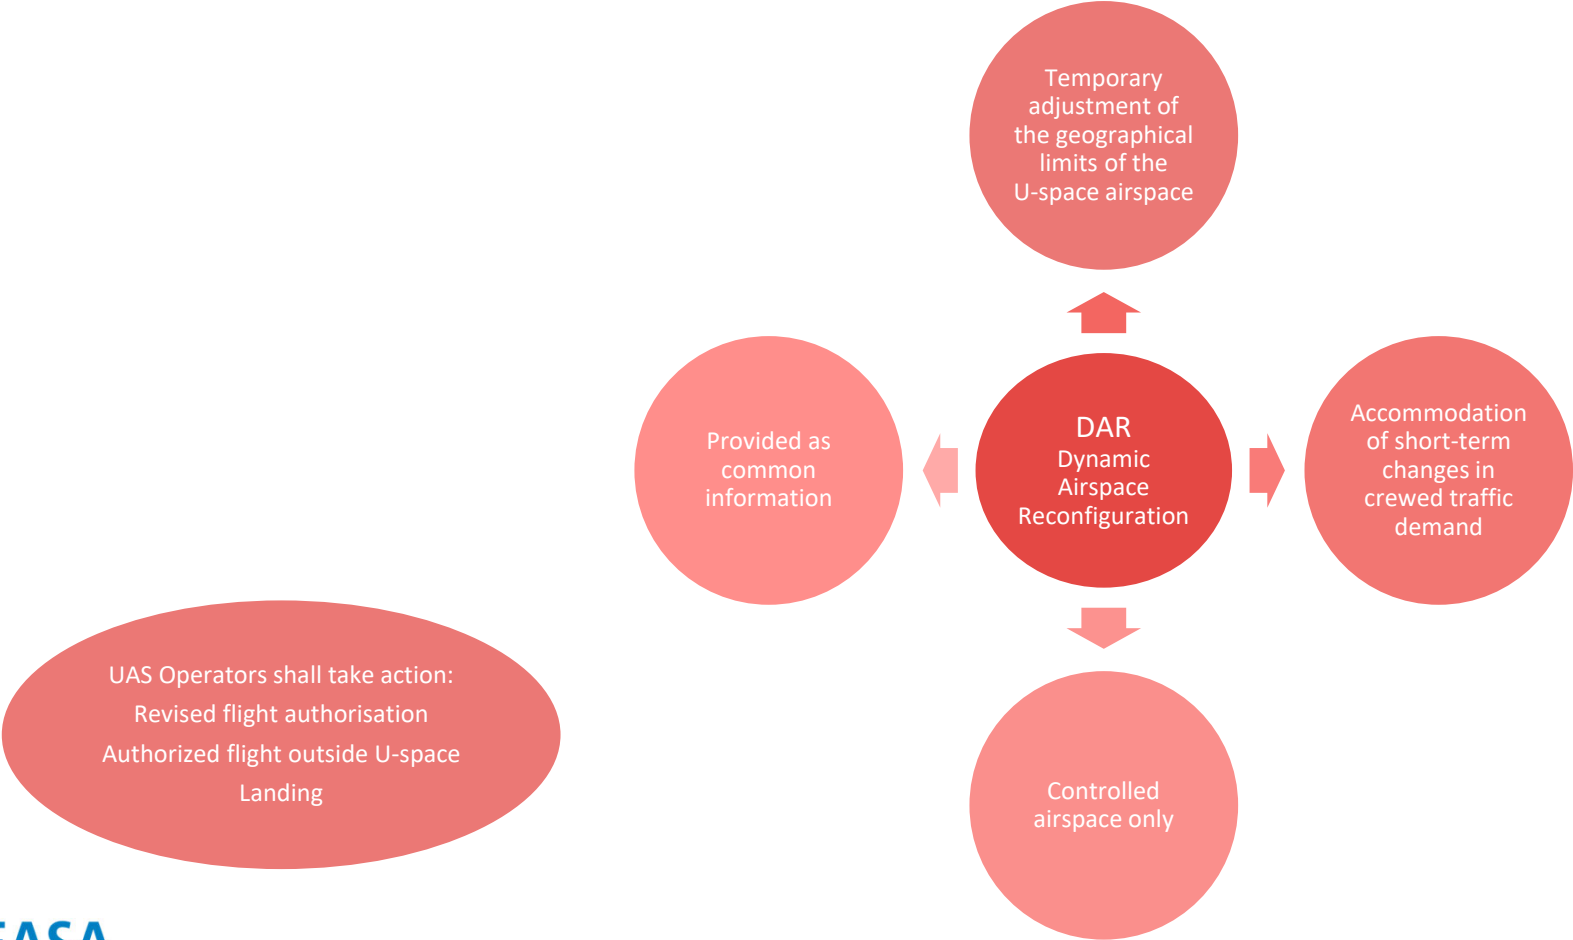 Temporary
adjustment of
the geographical
limits of the
U-space airspace
Provided as
common
information
DAR
Dynamic
Airspace
Reconfiguration
Accommodation
of short-term
changes in
crewed traffic
demand
UAS Operators shall take action:
Revised flight authorisation
Authorized flight outside U-space
Landing
Controlled
airspace only
EASA